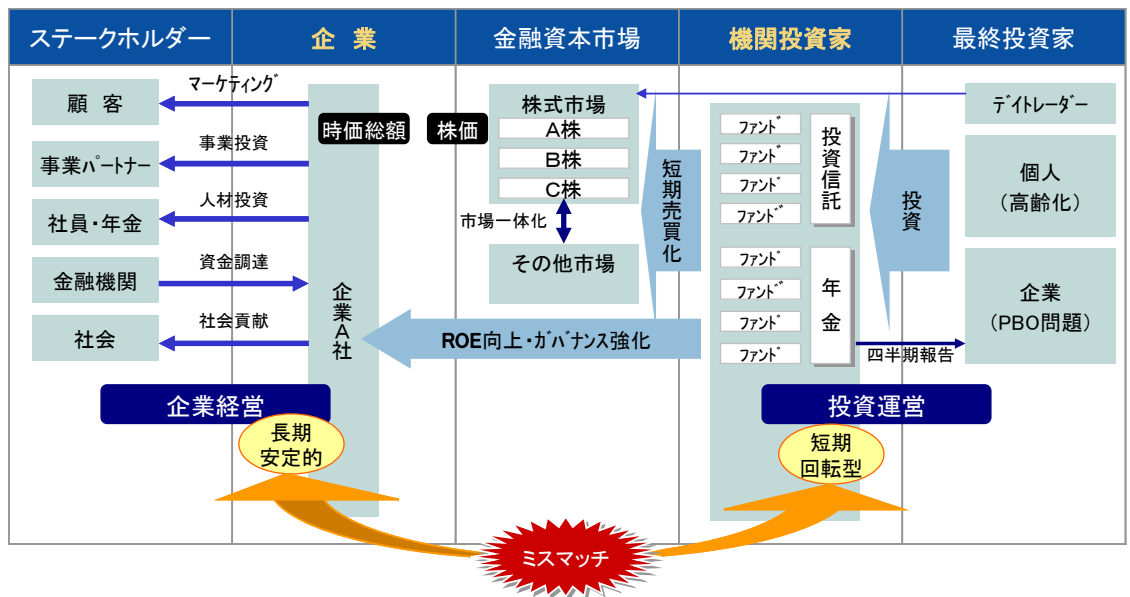 ステークホルダー
企 業
金融資本市場
機関投資家
最終投資家
顧 客
事業パートナー
社員・年金
金融機関
社会
マーケティング
事業投資
人材投資
資金調達
社会貢献
企業A社
時価総額
株価
株式市場
A株
B株
C株
市場一体化
その他市場
短期売買化
ROE向上・ガバナンス強化
ファンド
ファンド
ファンド
ファンド
投資信託
ファンド
ファンド
ファンド
ファンド
年金
投資
四半期報告
デイトレーダー
個人
(高齢化)
企業
(PBO問題)
企業経営
長期
安定的
投資運営
短期
回転型
ミスマッチ